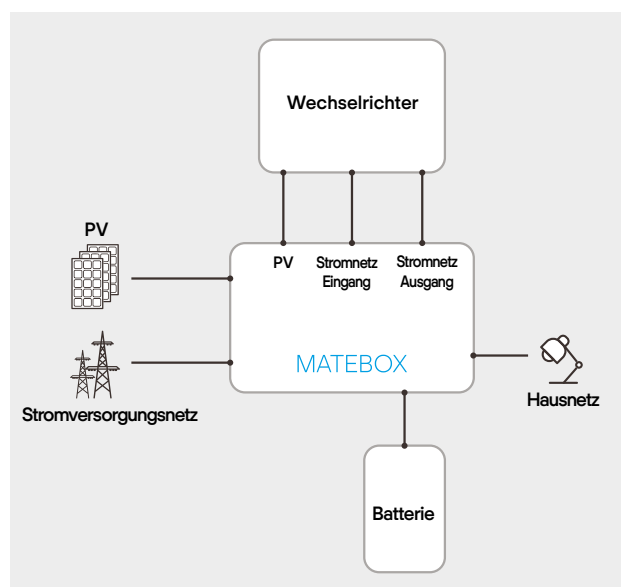 Wechselrichter
PV
PV
Stromnetz
Eingang
Stromnetz
Ausgang
MATEBOX
Stromversorgungsnetz
Hausnetz
Batterie